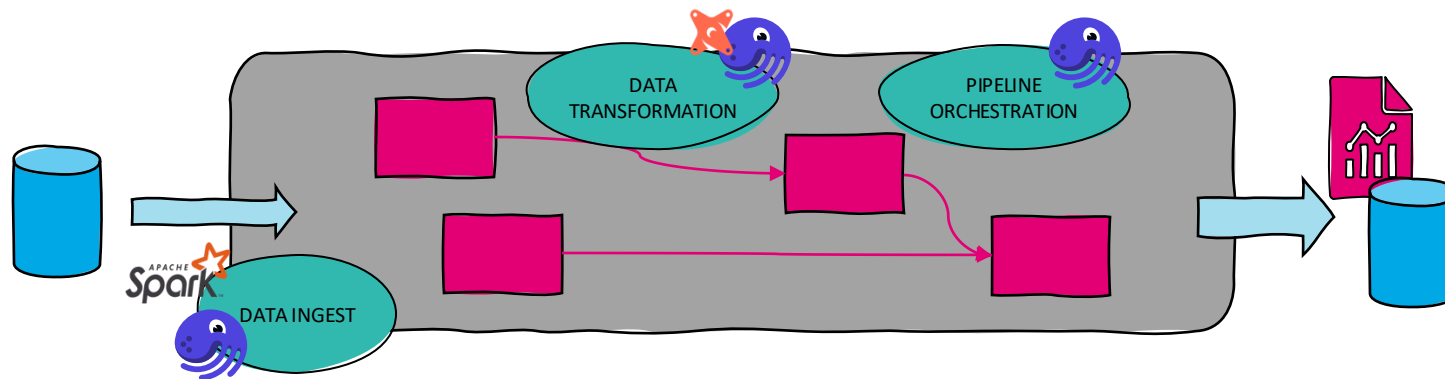 DATA
TRANSFORMATION
PIPELINE
ORCHESTRATION
APACHE
Spark
DATA INGEST